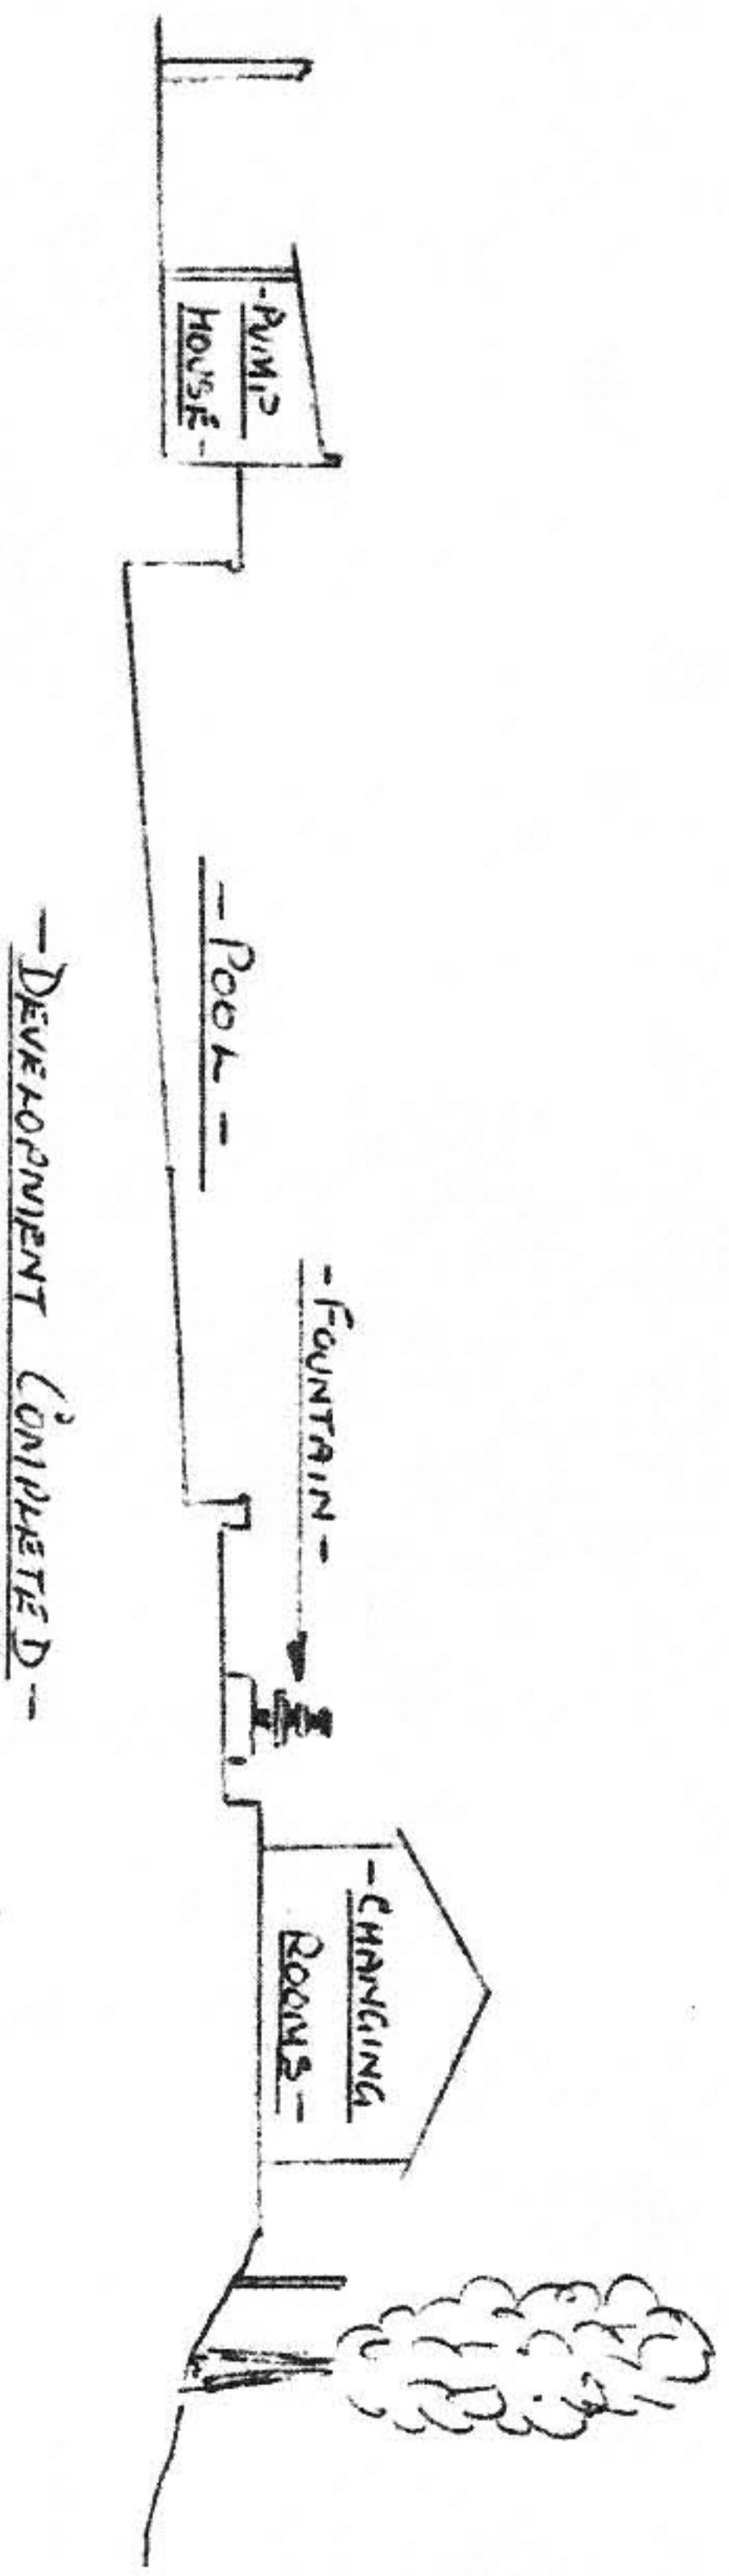 -PUMP
HOUSE-
-POOL-
-FOUNTAIN-
-CHANGING
ROOMS-
-DEVELOPMENT COMPLETED-